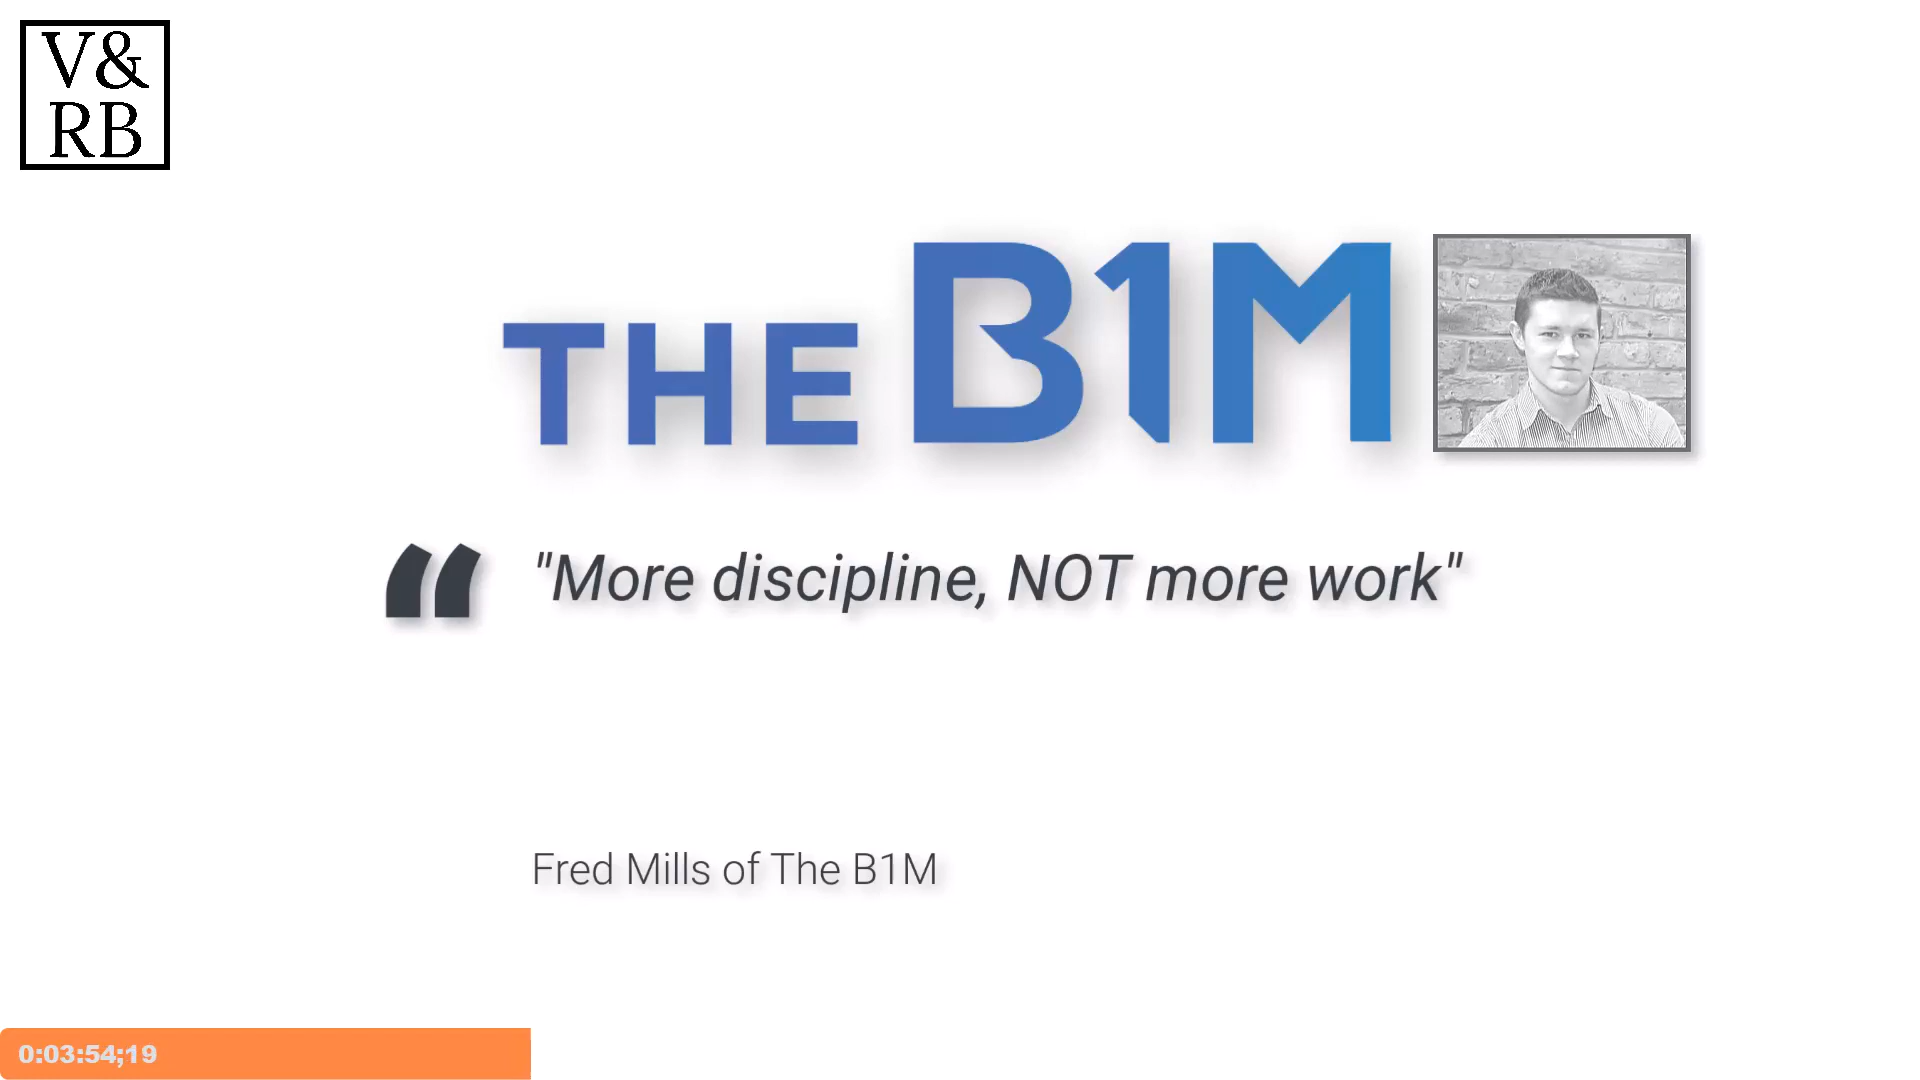 V&
RB
THE B1M
"More discipline, NOT more work"
Fred Mills of The B1M
0:03:54;19